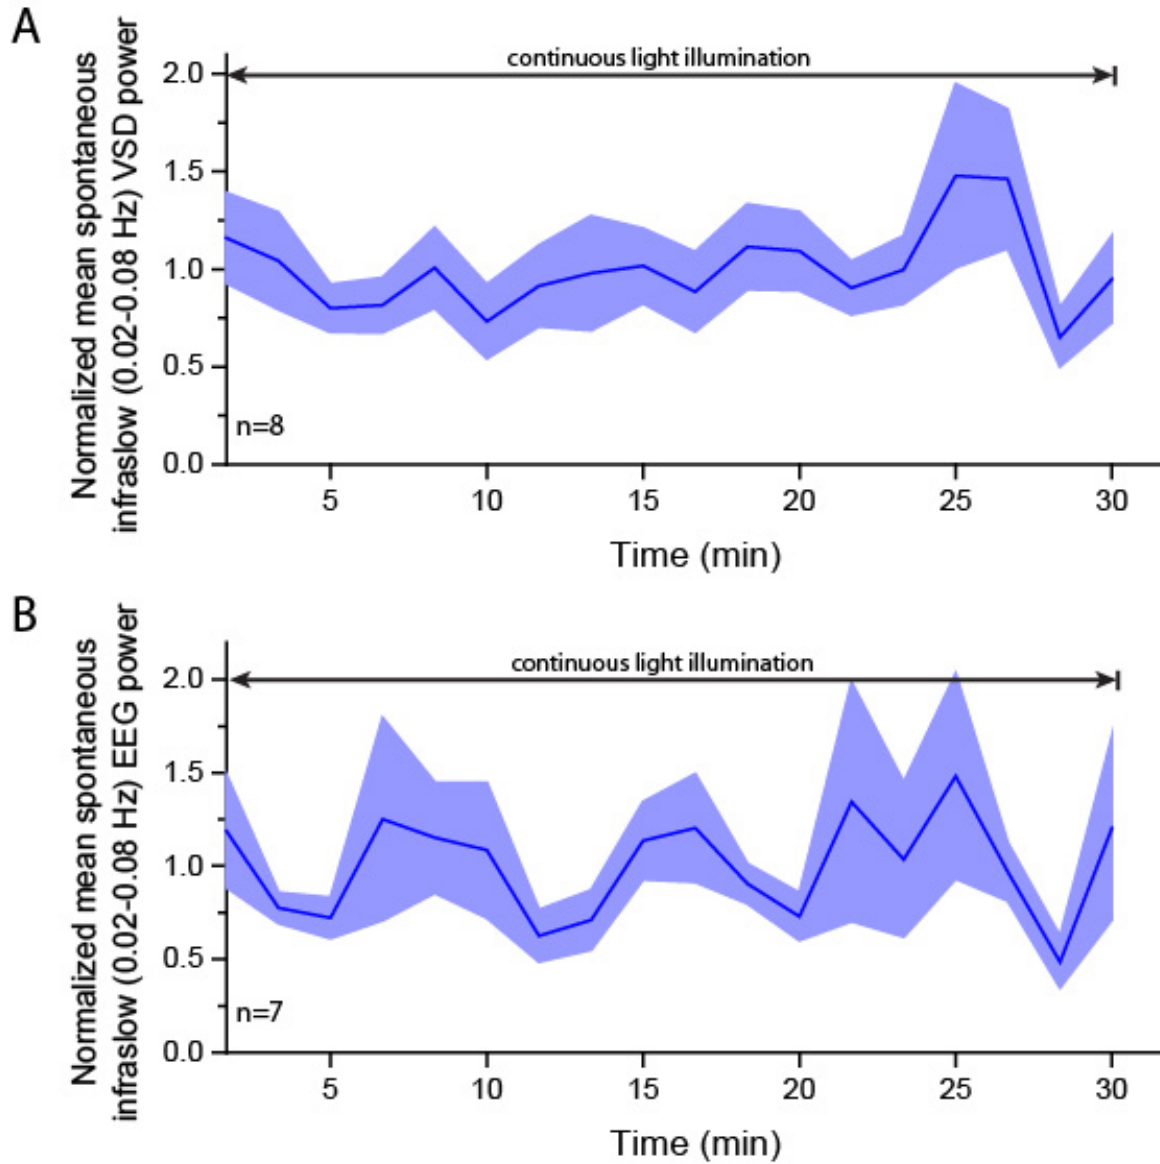 A
Normalized mean spontaneous
infraslow (0.02-0.08 Hz) VSD power
continuous light illumination
2.0
1.5
1.0
0.5
0.0
n=8
5 10 15 20 25 30
Time (min)
B
Normalized mean spontaneous
infraslow (0.02-0.08 Hz) EEG power
continuous light illumination
2.0
1.5
1.0
0.5
0.0
n=7
5 10 15 20 25 30
Time (min)